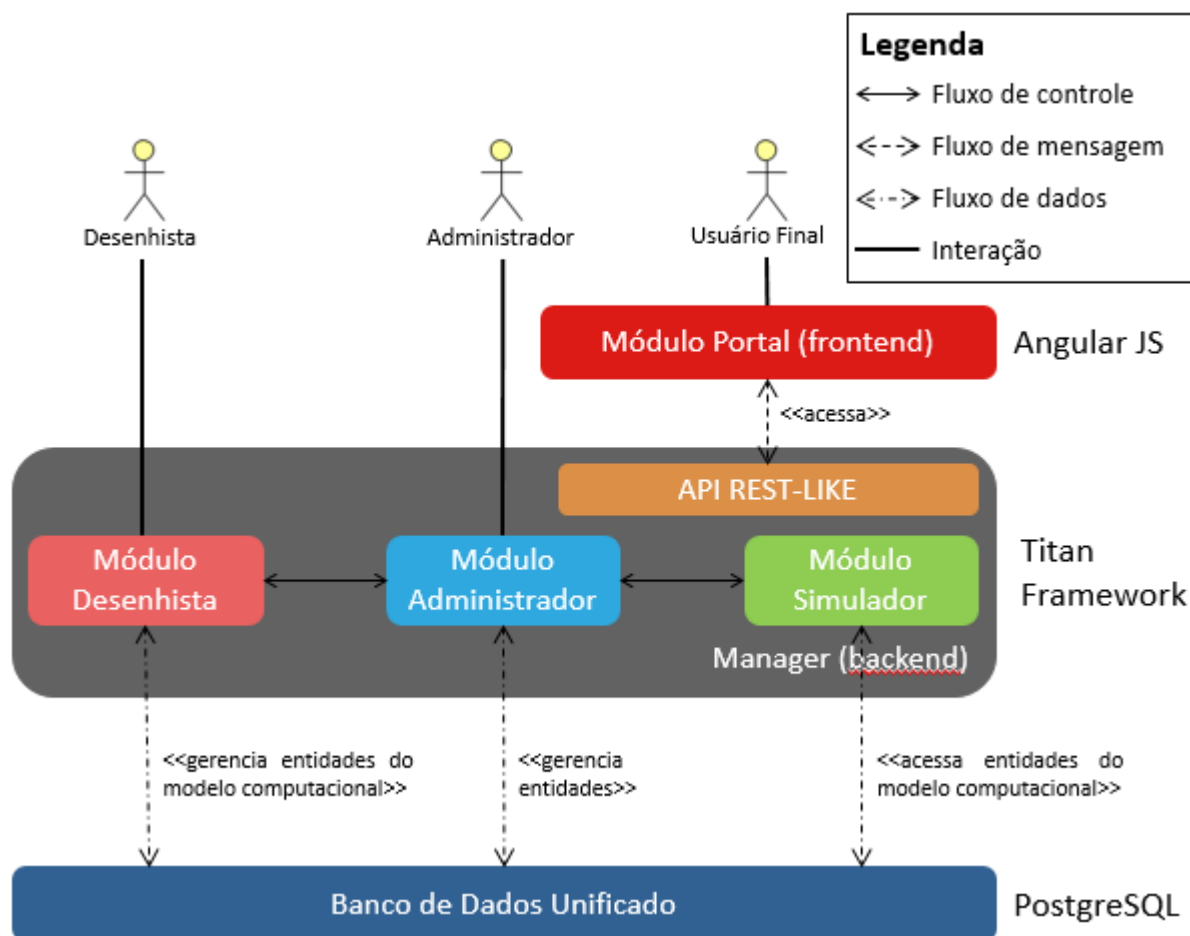 Legenda
Fluxo de controle
Fluxo de mensagem
Fluxo de dados
Interação
Desenhista
Administrador
Usuário Final
Módulo Portal (frontend)
Angular JS
<<acessa>>
API REST-LIKE
Módulo
Desenhista
Módulo
Administrador
Módulo
Simulador
Titan
Framework
Manager (backend)
<<gerencia entidades do
modelo computacional>>
<<gerencia
entidades>>
<<acessa entidades do
modelo computacional>>
Banco de Dados Unificado
PostgreSQL